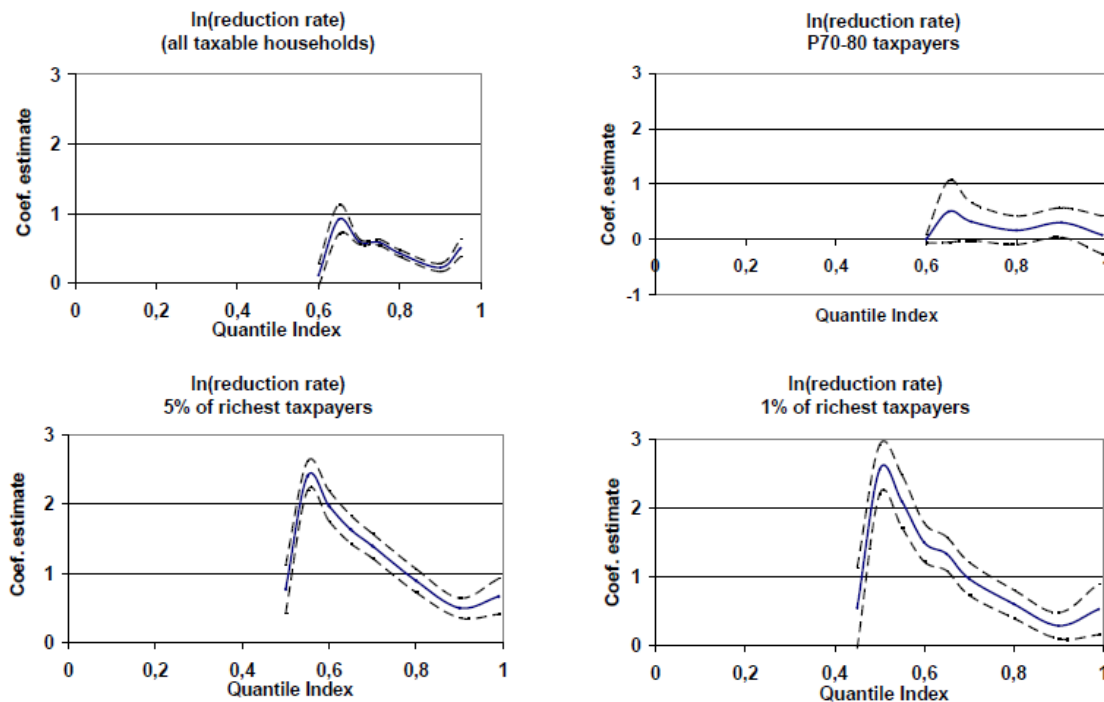 ln(reduction rate)
(all taxable households)
Coef. estimate
3
2
1
0
0 0,2 0,4 0,6 0,8 1
Quantile Index
ln(reduction rate)
P70-80 taxpayers
Coef. estimate
3
2
1
0
-1
0 0,2 0,4 0,6 0,8 1
Quantile Index
ln(reduction rate)
5% of richest taxpayers
Coef. estimate
3
2
1
0
0 0,2 0,4 0,6 0,8 1
Quantile Index
ln(reduction rate)
1% of richest taxpayers
Coef. estimate
3
2
1
0
0 0,2 0,4 0,6 0,8 1
Quantile Index